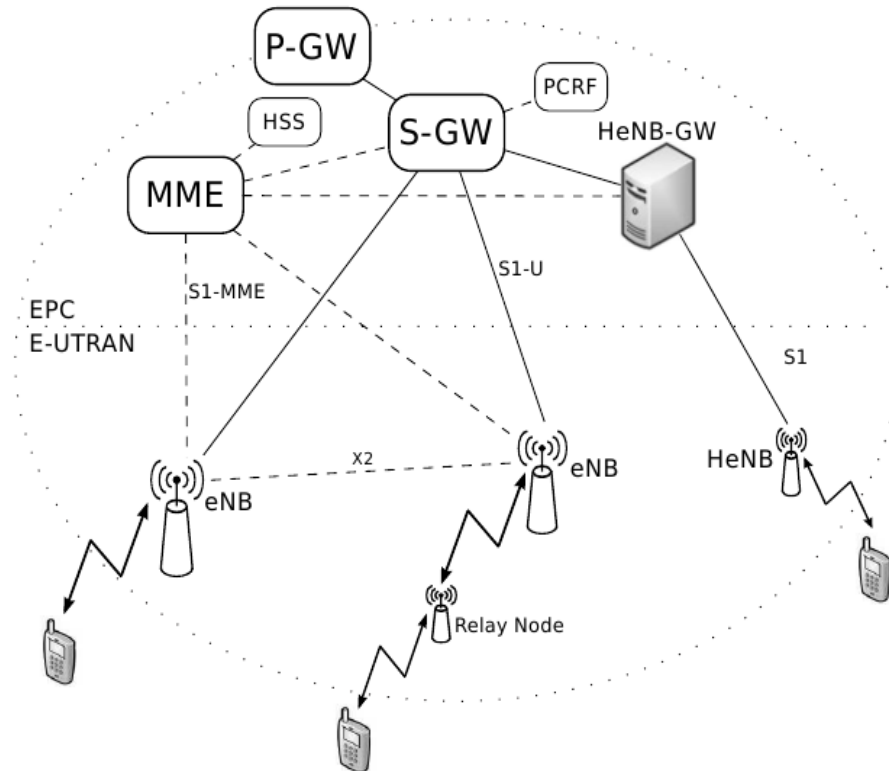 P-GW
PCRF
HSS
S-GW
HeNB-GW
MME
S1-U
S1-MME
EPC
E-UTRAN
S1
X2
eNB
HeNB
eNB
Relay Node